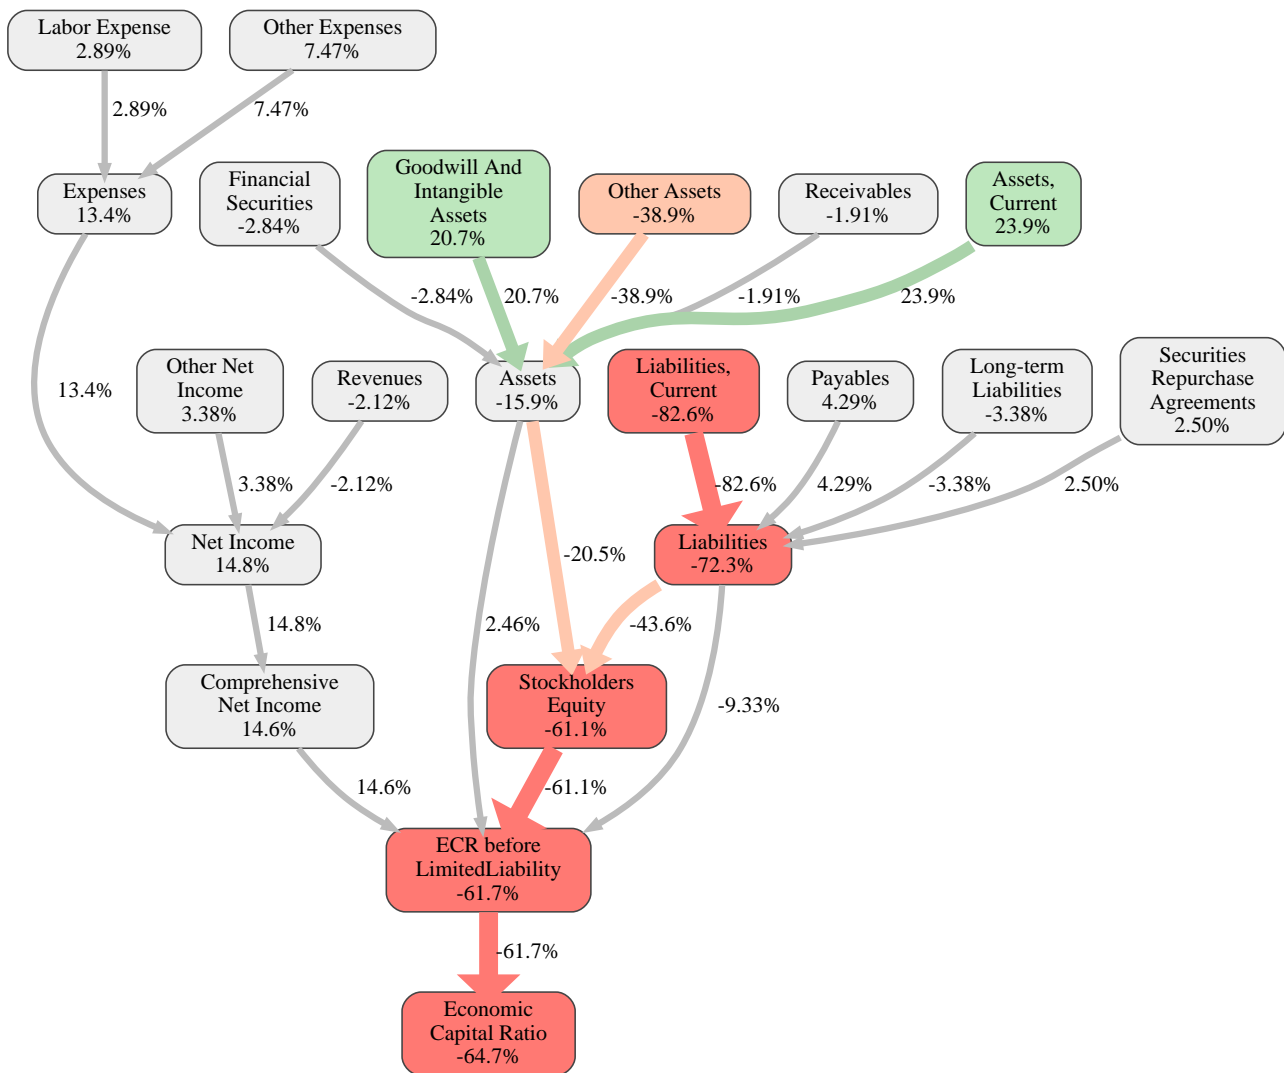 Labor Expense
2.89%
Other Expenses
7.47%
2.89%
7.47%
Expenses
13.4%
Financial
Securities
-2.84%
Goodwill And
Intangible
Assets
20.7%
Other Assets
-38.9%
Receivables
-1.91%
Assets,
Current
23.9%
-2.84%
20.7%
-38.9%
-1.91%
23.9%
13.4%
Other Net
Income
3.38%
Revenues
-2.12%
Assets
-15.9%
Liabilities,
Current
-82.6%
Payables
4.29%
Long-term
Liabilities
-3.38%
Securities
Repurchase
Agreements
2.50%
3.38%
-2.12%
-82.6%
4.29%
-3.38%
2.50%
Net Income
14.8%
-20.5%
Liabilities
-72.3%
14.8%
2.46%
-43.6%
Comprehensive
Net Income
14.6%
Stockholders
Equity
-61.1%
-9.33%
14.6%
-61.1%
ECR before
LimitedLiability
-61.7%
-61.7%
Economic
Capital Ratio
-64.7%